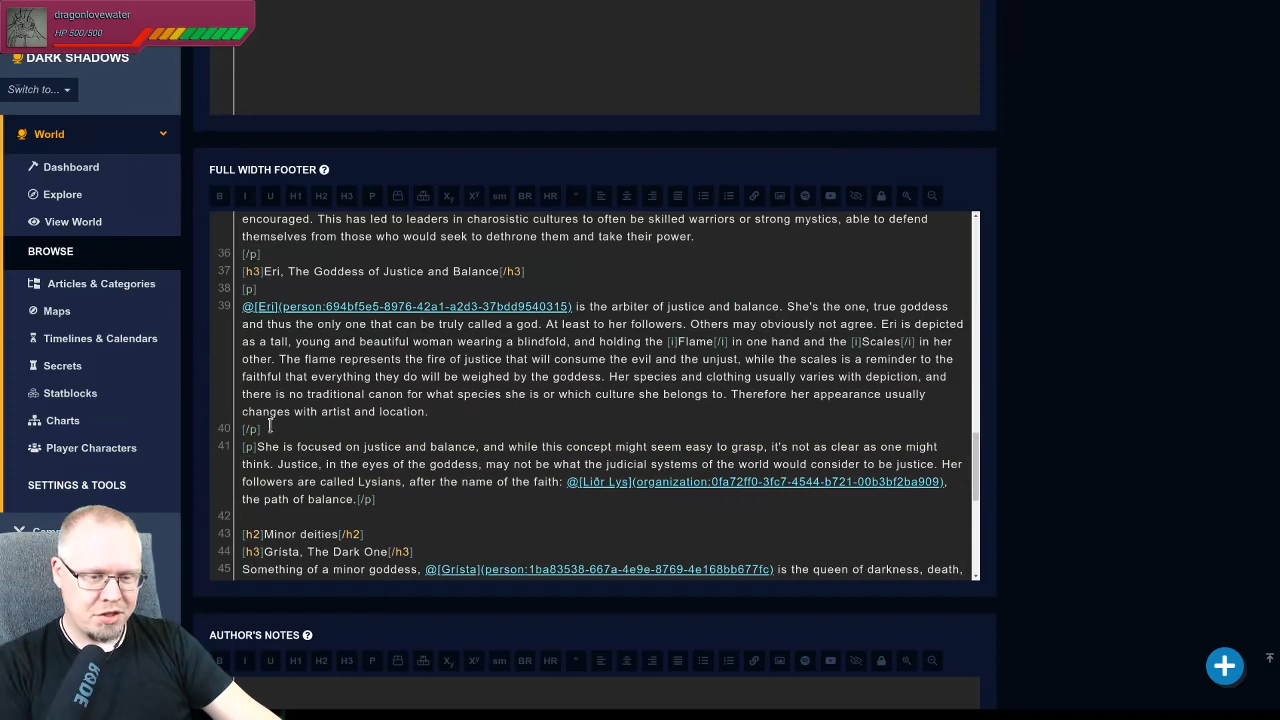 dragonlovewater
HP 500/500
DARK SHADOWS
Switch to...
World
Dashboard
Explore
View World
BROWSE
Articles & Categories
Maps
Timelines & Calendars
Secrets
Statblocks
Charts
Player Characters
SETTINGS & TOOLS
FULL WIDTH FOOTER
B I U H1 H2 H3 P Xy X^y sm BR HR "
encouraged. This has led to leaders in charosistic cultures to often be skilled warriors or strong mystics, able to defend
themselves from those who would seek to dethrone them and take their power.
36 [/p]
37 [h3]Eri, The Goddess of Justice and Balance[/h3]
38 [p]
39 @[Eri](person:694bf5e5-8976-42a1-a2d3-37bdd9540315) is the arbiter of justice and balance. She's the one, true goddess
and thus the only one that can be truly called a god. At least to her followers. Others may obviously not agree. Eri is depicted
as a tall, young and beautiful woman wearing a blindfold, and holding the [i]Flame[/i] in one hand and the [i]Scales[/i] in her
other. The flame represents the fire of justice that will consume the evil and the unjust, while the scales is a reminder to the
faithful that everything they do will be weighed by the goddess. Her species and clothing usually varies with depiction, and
there is no traditional canon for what species she is or which culture she belongs to. Therefore her appearance usually
changes with artist and location.
40 [/p]
41 [p]She is focused on justice and balance, and while this concept might seem easy to grasp, it's not as clear as one might
think. Justice, in the eyes of the goddess, may not be what the judicial systems of the world would consider to be justice. Her
followers are called Lysians, after the name of the faith: @[Liðr Lys](organization:0fa72ff0-3fc7-4544-b721-00b3bf2ba909),
the path of balance.[/p]
42
43 [h2]Minor deities[/h2]
44 [h3]Grísta, The Dark One[/h3]
45 Something of a minor goddess, @[Grísta](person:1ba83538-667a-4e9e-8769-4e168bb677fc) is the queen of darkness, death,
AUTHOR'S NOTES
B I U H1 H2 H3 P Xy X^y sm BR HR "